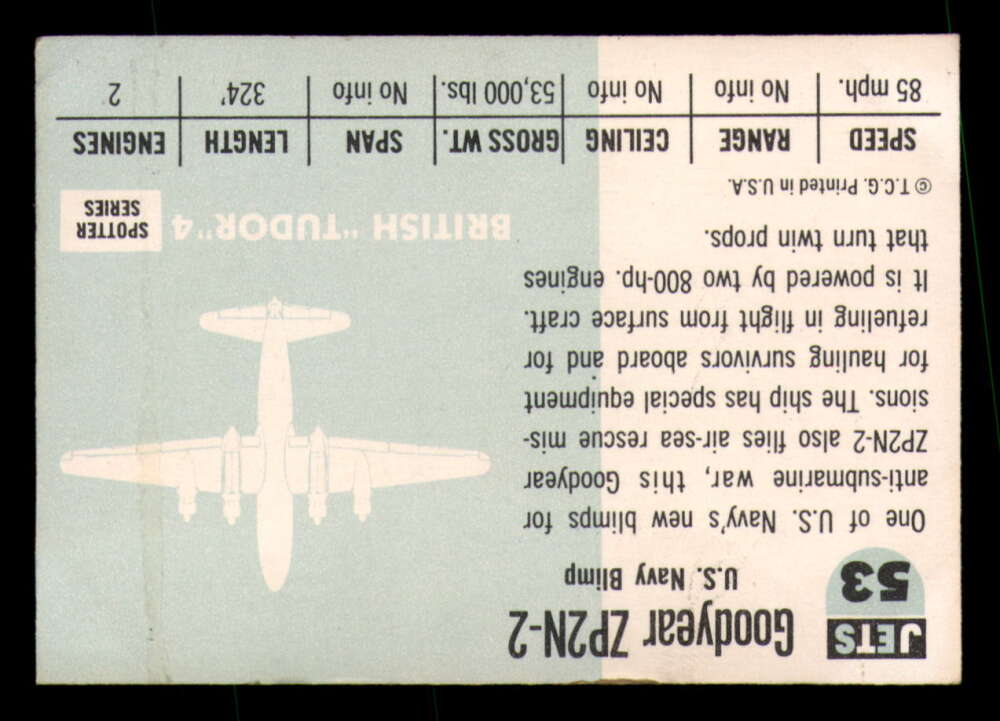 JETS
53
Goodyear ZP2N-2
U.S. Navy Blimp
One of U.S. Navy's new blimps for
anti-submarine war, this Goodyear
ZP2N-2 also flies air-sea rescue mis-
sions. The ship has special equipment
for hauling survivors aboard and for
refueling in flight from surface craft.
It is powered by two 800-hp. engines
that turn twin props.
© T.C.G. Printed in U.S.A.
BRITISH "TUDOR" 4
SPOTTER
SERIES
SPEED RANGE CEILING GROSS WT. SPAN LENGTH ENGINES
85 mph. No info No info 53,000 lbs. No info 324' 2